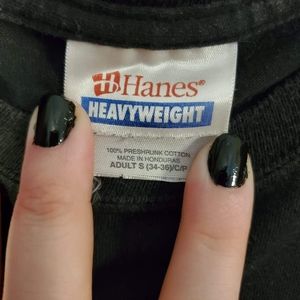 Hanes®
HEAVYWEIGHT
100% PRESHRUNK COTTON
MADE IN HONDURAS
ADULT S (34-36)/C/P